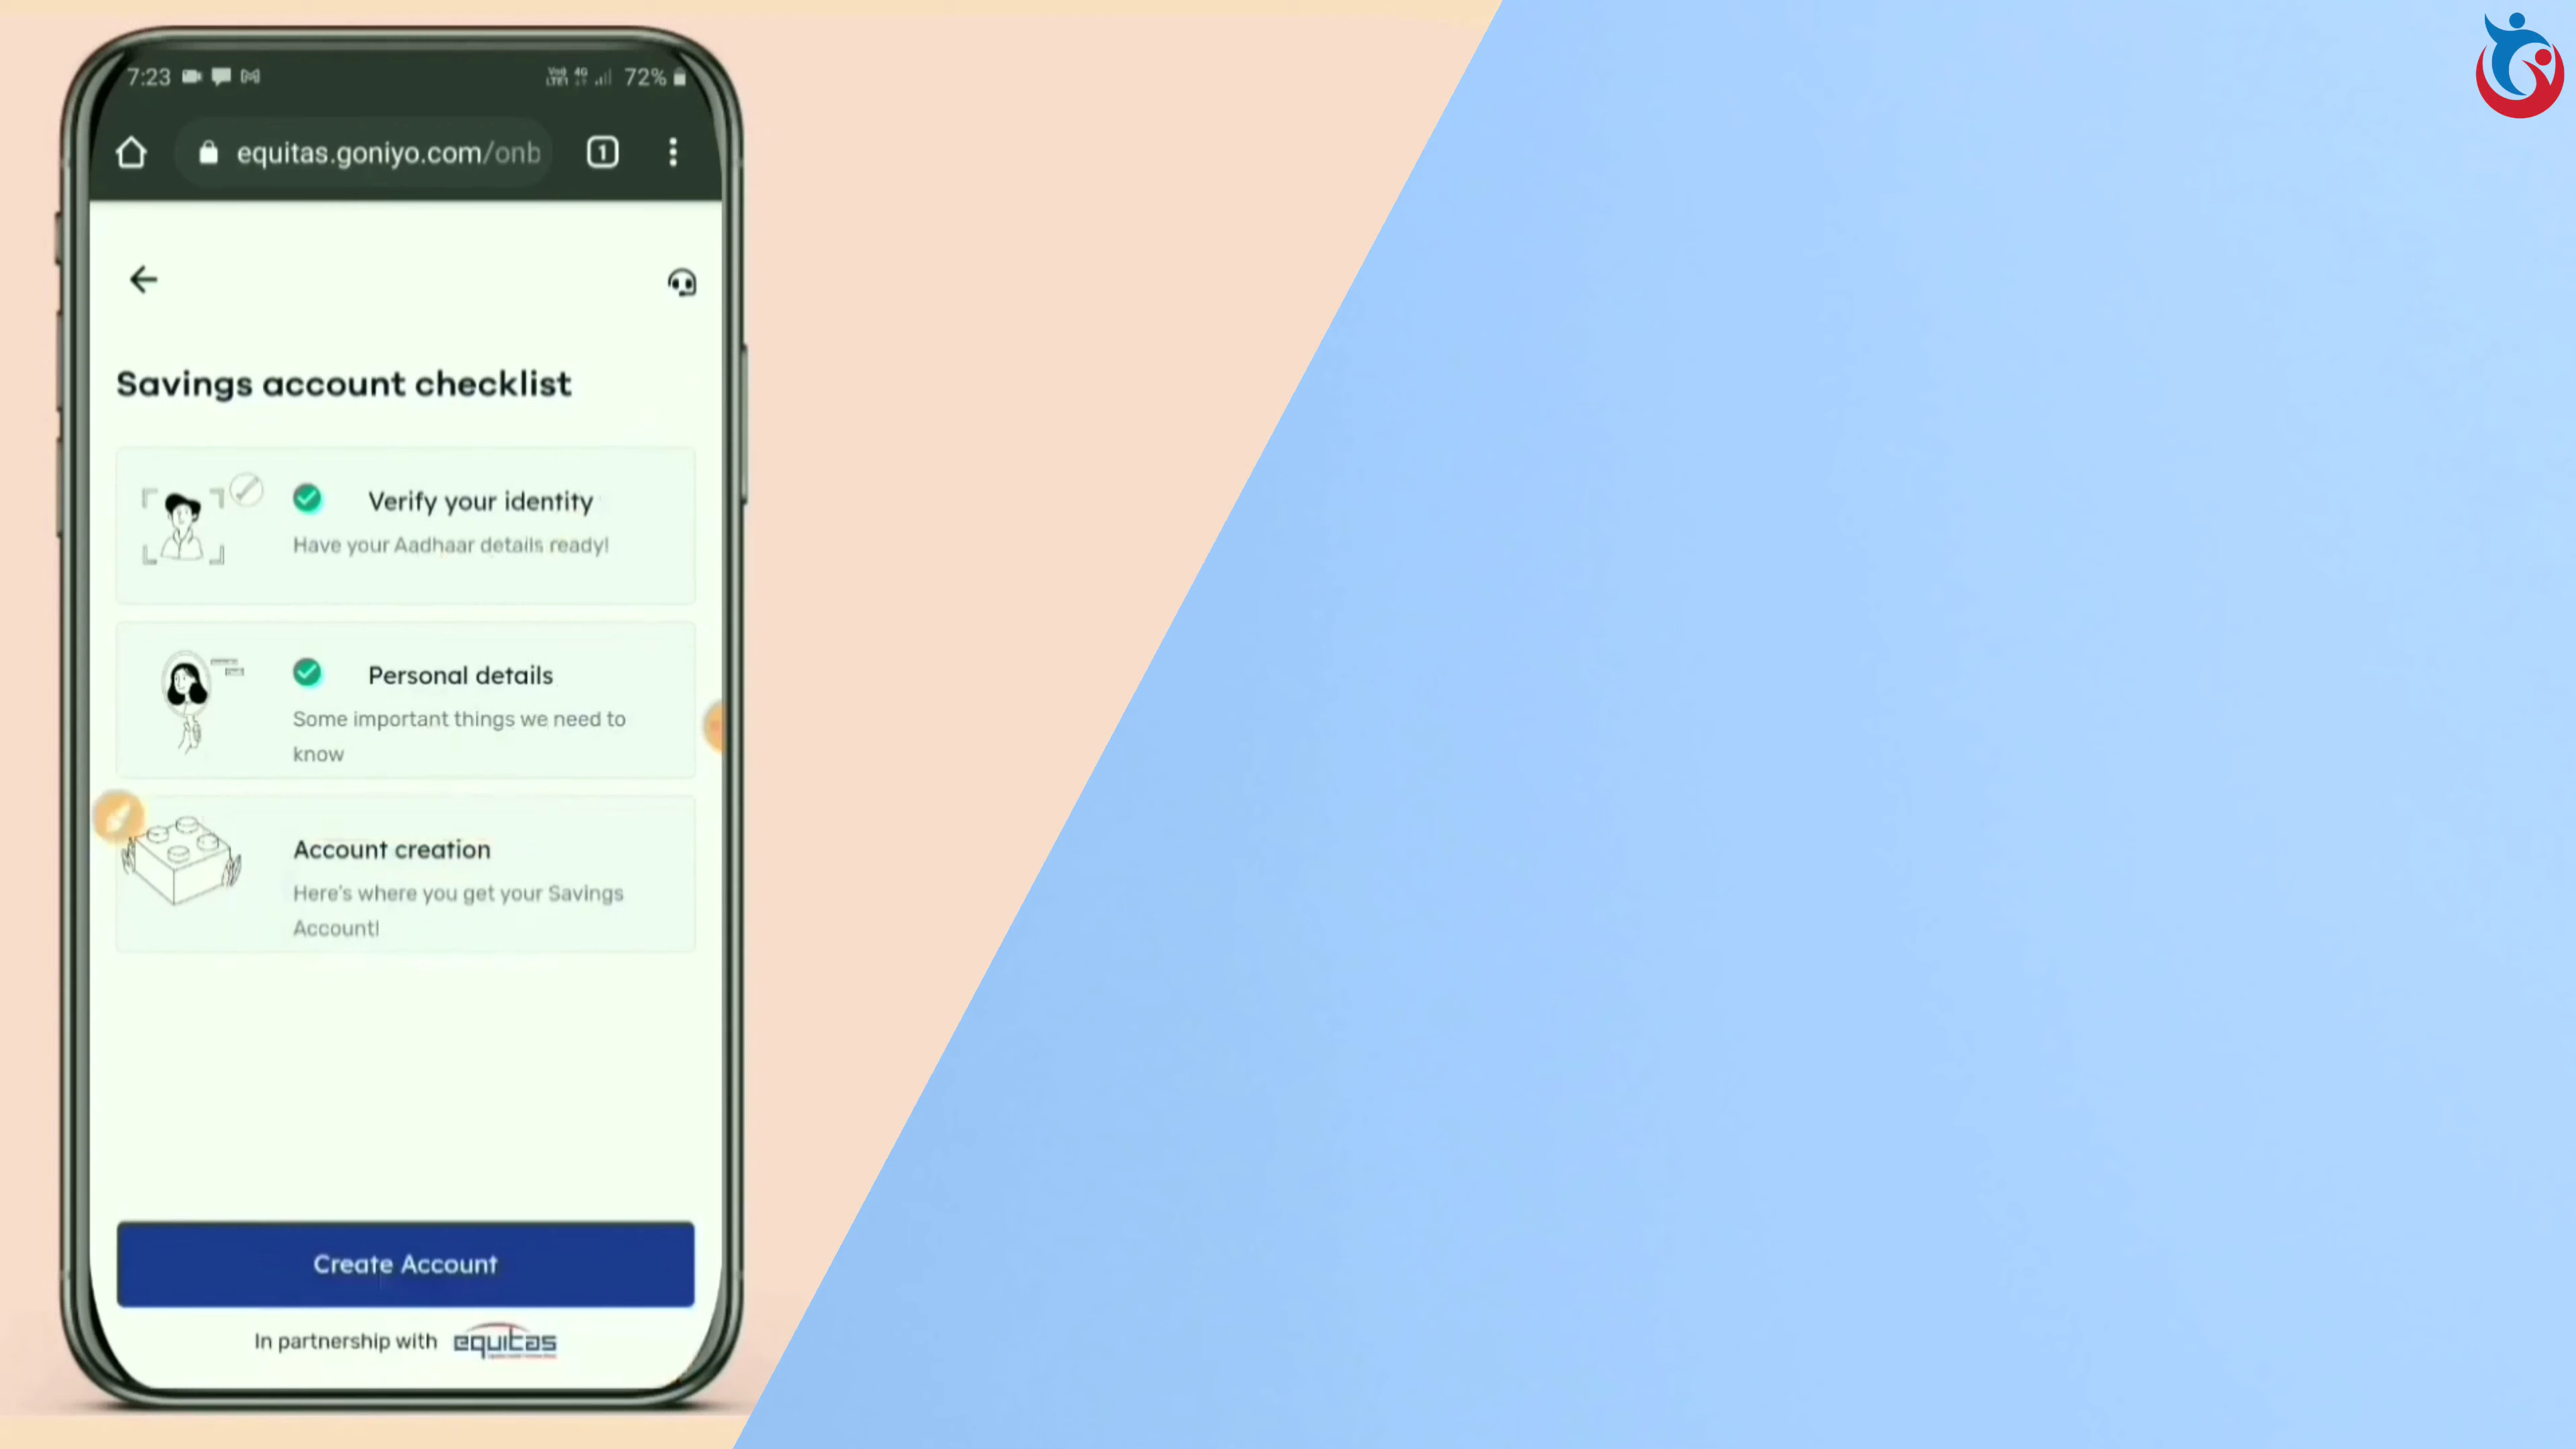 7:23 72%
equitas.goniyo.com/onb 1
Savings account checklist
Verify your identity
Have your Aadhaar details ready!
Personal details
Some important things we need to
know
Account creation
Here's where you get your Savings
Account!
Create Account
In partnership with equitas